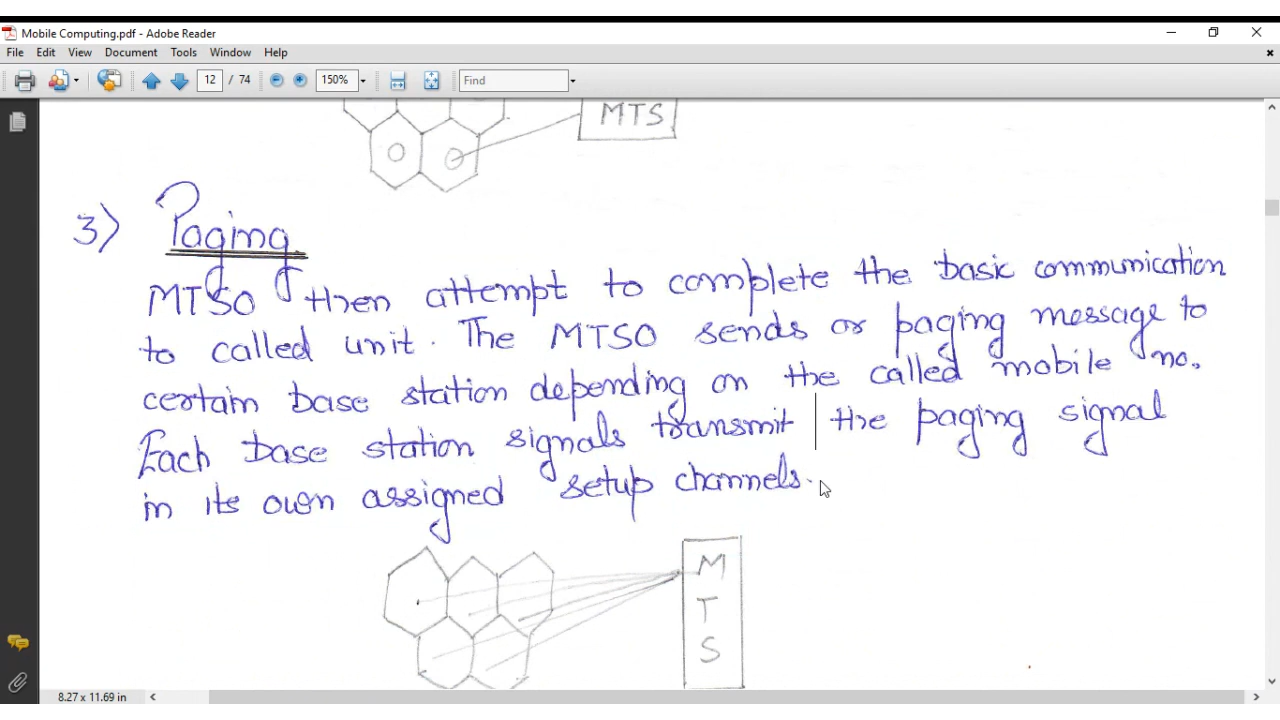 Mobile Computing.pdf - Adobe Reader
File Edit View Document Tools Window Help
12 / 74 150% Find
MTS
3) Paging
MTSO then attempt to complete the basic communication
to called unit. The MTSO sends or paging message to
certain base station depending on the called mobile no.
Each base station signals transmit the paging signal
in its own assigned setup channels.
M
T
S
8.27 x 11.69 in